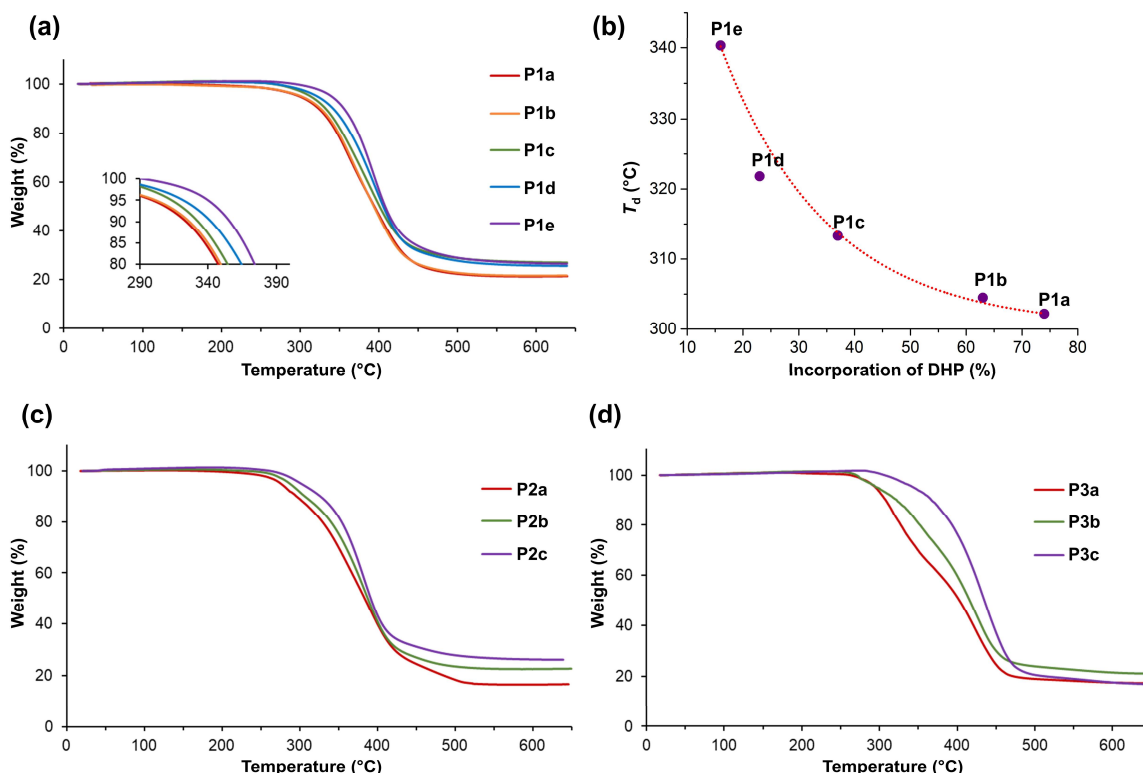 (a)
Weight (%)
100
80
60
40
20
0
P1a
P1b
P1c
P1d
P1e
100
95
90
85
80
290
340
390
0
100
200
300
400
500
600
Temperature (°C)
(b)
Td (°C)
340
330
320
310
300
P1e
P1d
P1c
P1b
P1a
10
20
30
40
50
60
70
80
Incorporation of DHP (%)
(c)
Weight (%)
100
80
60
40
20
0
P2a
P2b
P2c
0
100
200
300
400
500
600
Temperature (°C)
(d)
Weight (%)
100
80
60
40
20
0
P3a
P3b
P3c
0
100
200
300
400
500
600
Temperature (°C)